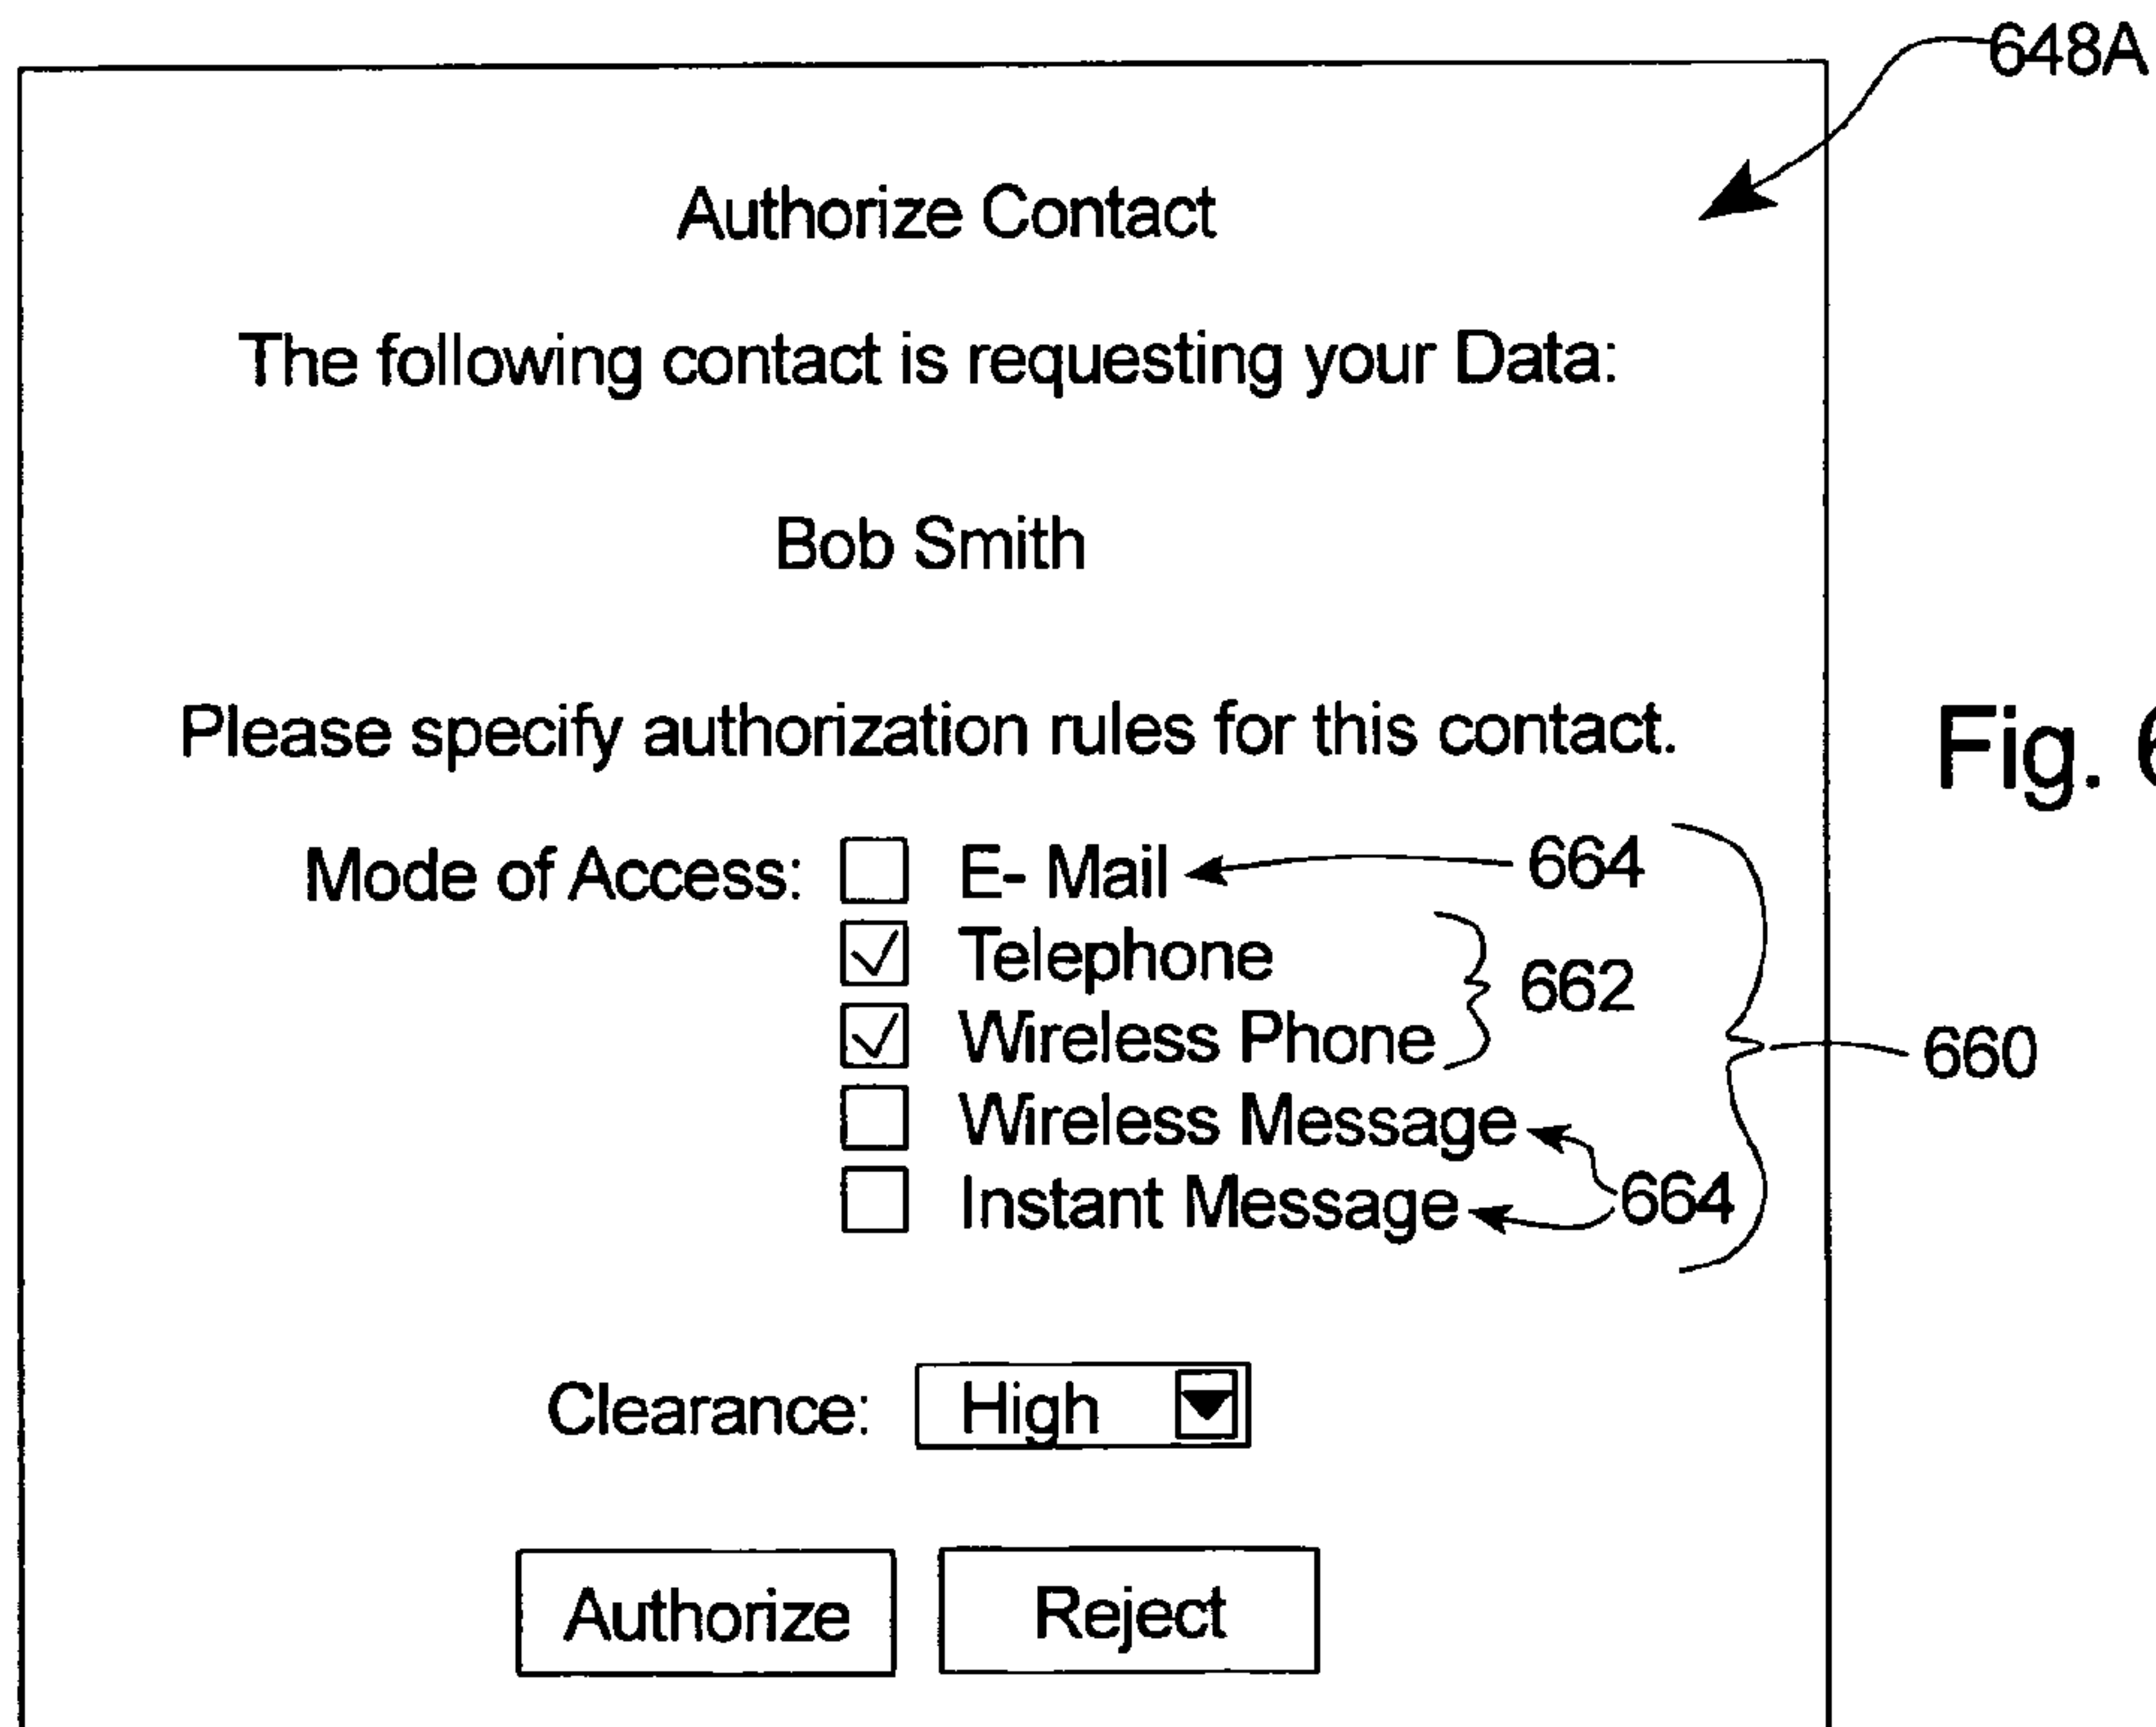 648A
Authorize Contact
The following contact is requesting your Data:
Bob Smith
Please specify authorization rules for this contact.
Fig. 6
Mode of Access: E- Mail 664
Telephone
662
Wireless Phone
660
Wireless Message
664
Instant Message
Clearance: High
Authorize Reject